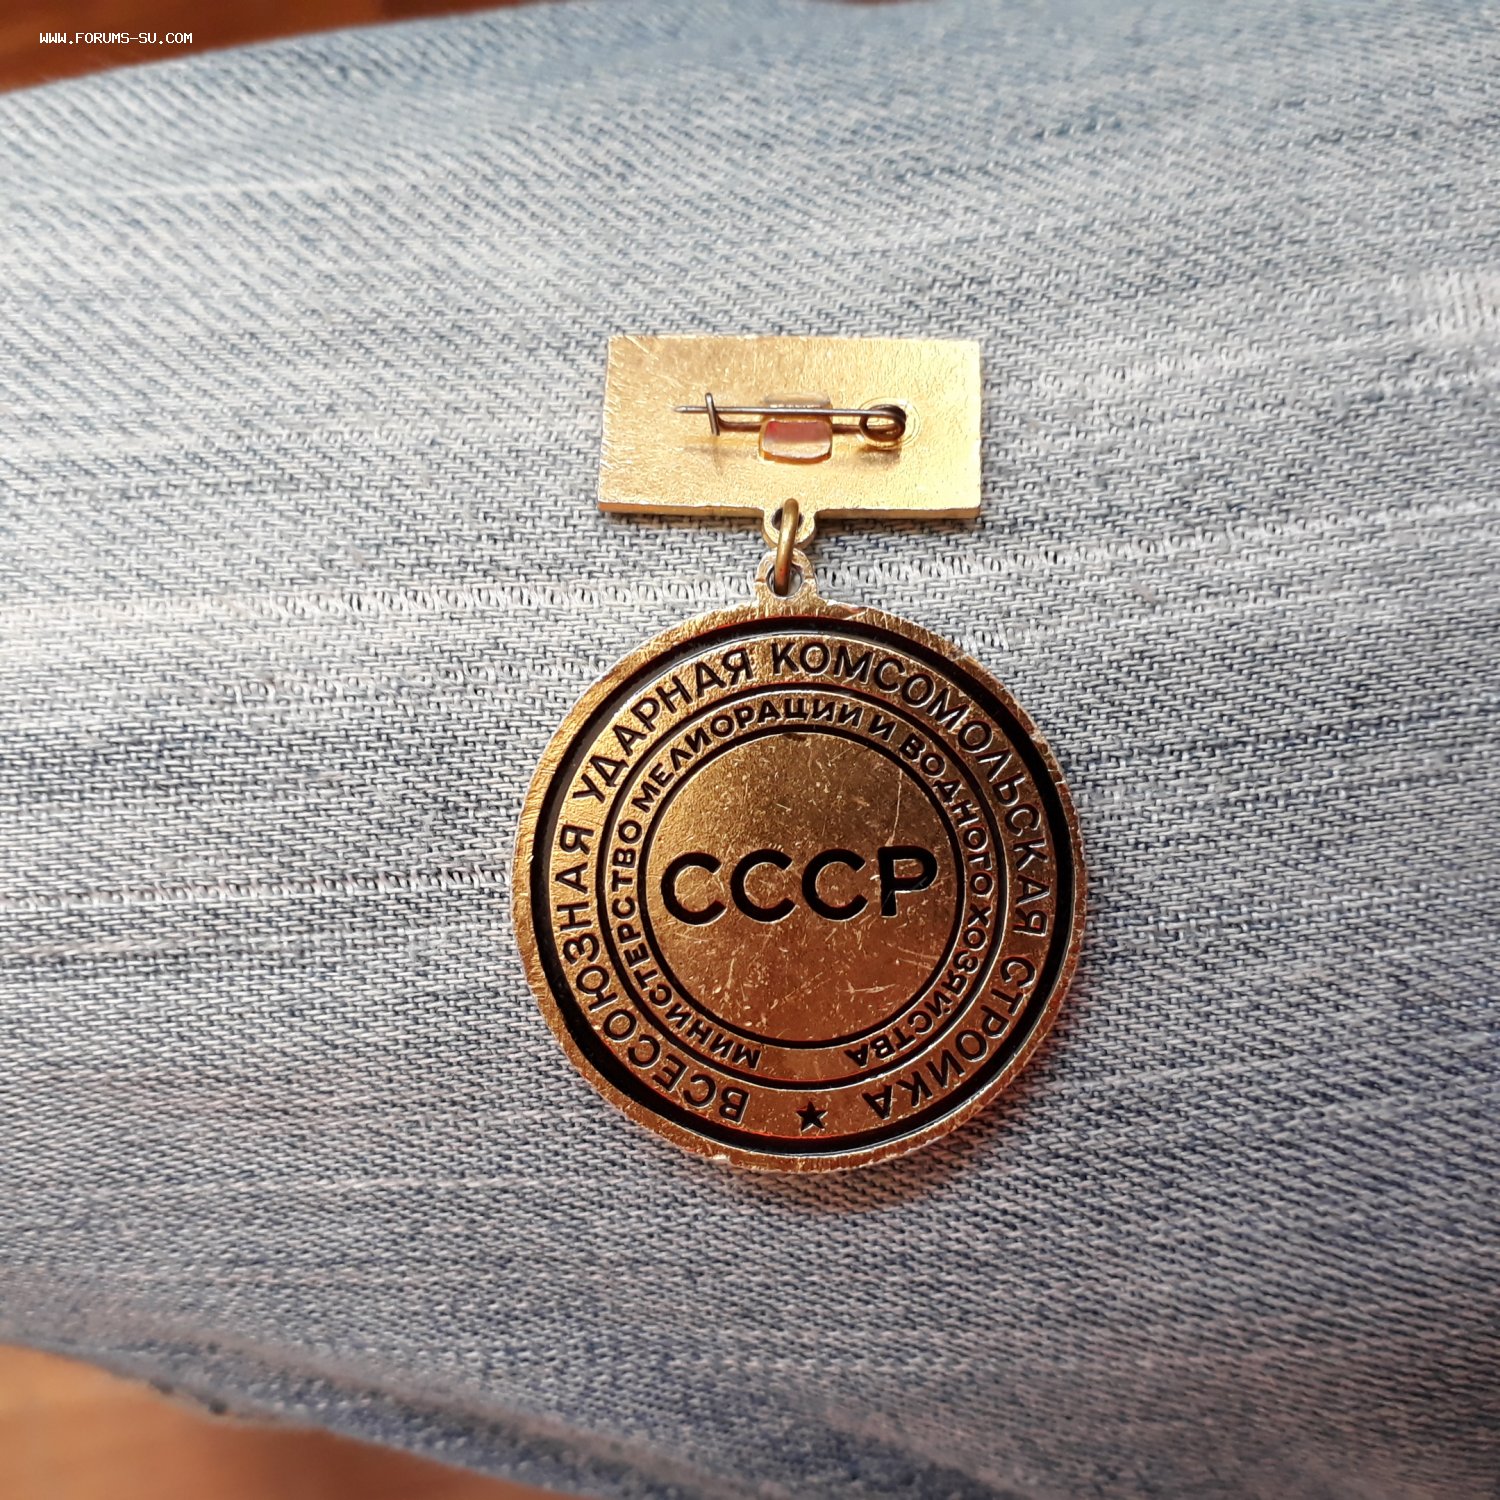 WWW.FORUMS-SU.COM
ВСЕСОЮЗНАЯ УДАРНАЯ КОМСОМОЛЬСКАЯ СТРОЙКА
МИНИСТЕРСТВО МЕЛИОРАЦИИ И ВОДНОГО ХОЗЯЙСТВА
СССР